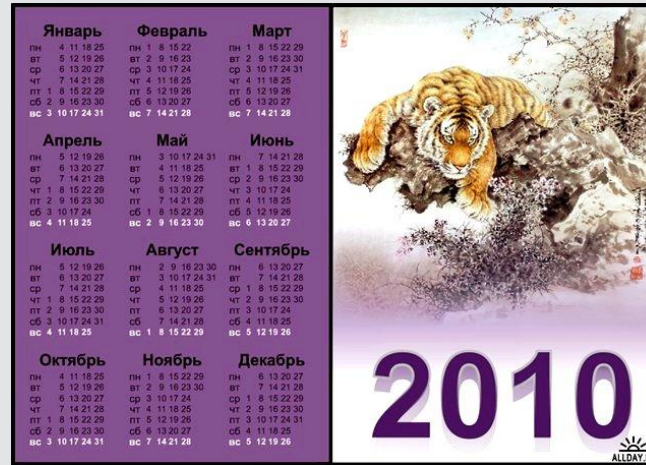 Январь
пн 4 11 18 25
вт 5 12 19 26
ср 6 13 20 27
чт 7 14 21 28
пт 1 8 15 22 29
сб 2 9 16 23 30
вс 3 10 17 24 31
Февраль
пн 1 8 15 22
вт 2 9 16 23
ср 3 10 17 24
чт 4 11 18 25
пт 5 12 19 26
сб 6 13 20 27
вс 7 14 21 28
Март
пн 1 8 15 22 29
вт 2 9 16 23 30
ср 3 10 17 24 31
чт 4 11 18 25
пт 5 12 19 26
сб 6 13 20 27
вс 7 14 21 28
Апрель
пн 5 12 19 26
вт 6 13 20 27
ср 7 14 21 28
чт 1 8 15 22 29
пт 2 9 16 23 30
сб 3 10 17 24
вс 4 11 18 25
Май
пн 3 10 17 24 31
вт 4 11 18 25
ср 5 12 19 26
чт 6 13 20 27
пт 7 14 21 28
сб 1 8 15 22 29
вс 2 9 16 23 30
Июнь
пн 7 14 21 28
вт 1 8 15 22 29
ср 2 9 16 23 30
чт 3 10 17 24
пт 4 11 18 25
сб 5 12 19 26
вс 6 13 20 27
Июль
пн 5 12 19 26
вт 6 13 20 27
ср 7 14 21 28
чт 1 8 15 22 29
пт 2 9 16 23 30
сб 3 10 17 24 31
вс 4 11 18 25
Август
пн 2 9 16 23 30
вт 3 10 17 24 31
ср 4 11 18 25
чт 5 12 19 26
пт 6 13 20 27
сб 7 14 21 28
вс 1 8 15 22 29
Сентябрь
пн 6 13 20 27
вт 7 14 21 28
ср 1 8 15 22 29
чт 2 9 16 23 30
пт 3 10 17 24
сб 4 11 18 25
вс 5 12 19 26
Октябрь
пн 4 11 18 25
вт 5 12 19 26
ср 6 13 20 27
чт 7 14 21 28
пт 1 8 15 22 29
сб 2 9 16 23 30
вс 3 10 17 24 31
Ноябрь
пн 1 8 15 22 29
вт 2 9 16 23 30
ср 3 10 17 24
чт 4 11 18 25
пт 5 12 19 26
сб 6 13 20 27
вс 7 14 21 28
Декабрь
пн 6 13 20 27
вт 7 14 21 28
ср 1 8 15 22 29
чт 2 9 16 23 30
пт 3 10 17 24 31
сб 4 11 18 25
вс 5 12 19 26
2010